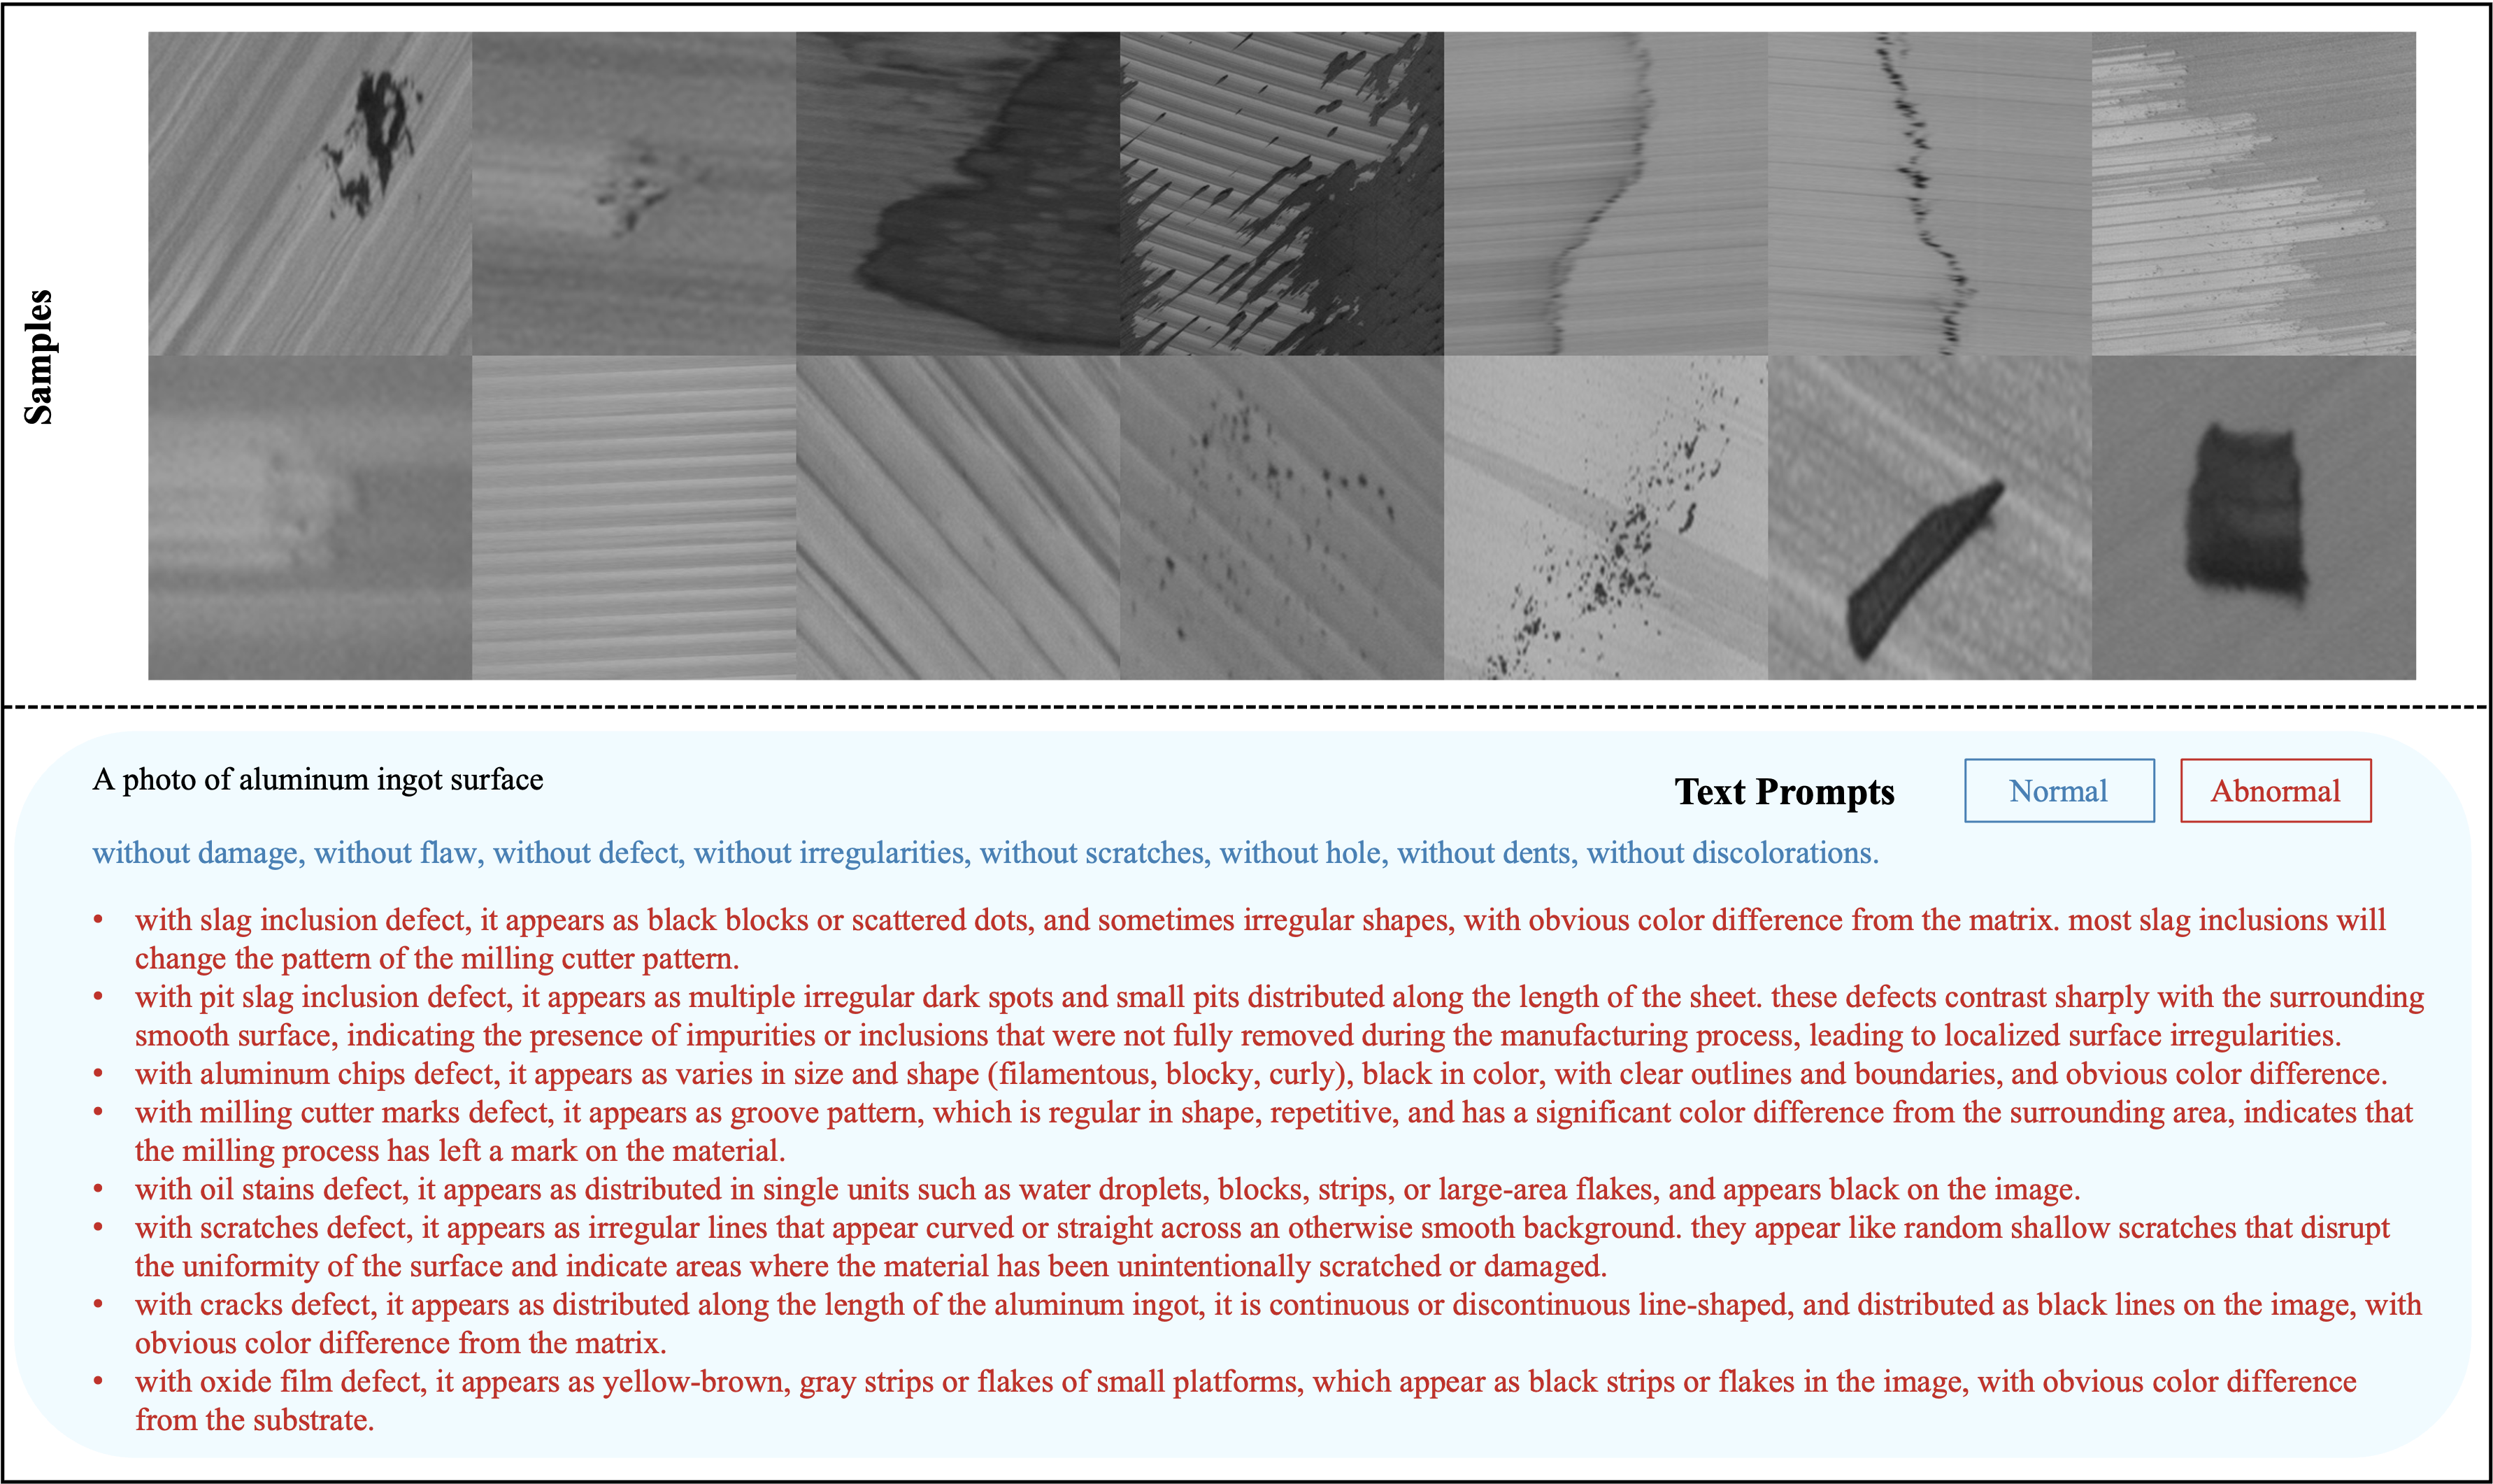 Samples
A photo of aluminum ingot surface
Text Prompts
Normal
Abnormal
without damage, without flaw, without defect, without irregularities, without scratches, without hole, without dents, without discolorations.
• with slag inclusion defect, it appears as black blocks or scattered dots, and sometimes irregular shapes, with obvious color difference from the matrix. most slag inclusions will
change the pattern of the milling cutter pattern.
• with pit slag inclusion defect, it appears as multiple irregular dark spots and small pits distributed along the length of the sheet. these defects contrast sharply with the surrounding
smooth surface, indicating the presence of impurities or inclusions that were not fully removed during the manufacturing process, leading to localized surface irregularities.
• with aluminum chips defect, it appears as varies in size and shape (filamentous, blocky, curly), black in color, with clear outlines and boundaries, and obvious color difference.
• with milling cutter marks defect, it appears as groove pattern, which is regular in shape, repetitive, and has a significant color difference from the surrounding area, indicates that
the milling process has left a mark on the material.
• with oil stains defect, it appears as distributed in single units such as water droplets, blocks, strips, or large-area flakes, and appears black on the image.
• with scratches defect, it appears as irregular lines that appear curved or straight across an otherwise smooth background. they appear like random shallow scratches that disrupt
the uniformity of the surface and indicate areas where the material has been unintentionally scratched or damaged.
• with cracks defect, it appears as distributed along the length of the aluminum ingot, it is continuous or discontinuous line-shaped, and distributed as black lines on the image, with
obvious color difference from the matrix.
• with oxide film defect, it appears as yellow-brown, gray strips or flakes of small platforms, which appear as black strips or flakes in the image, with obvious color difference
from the substrate.